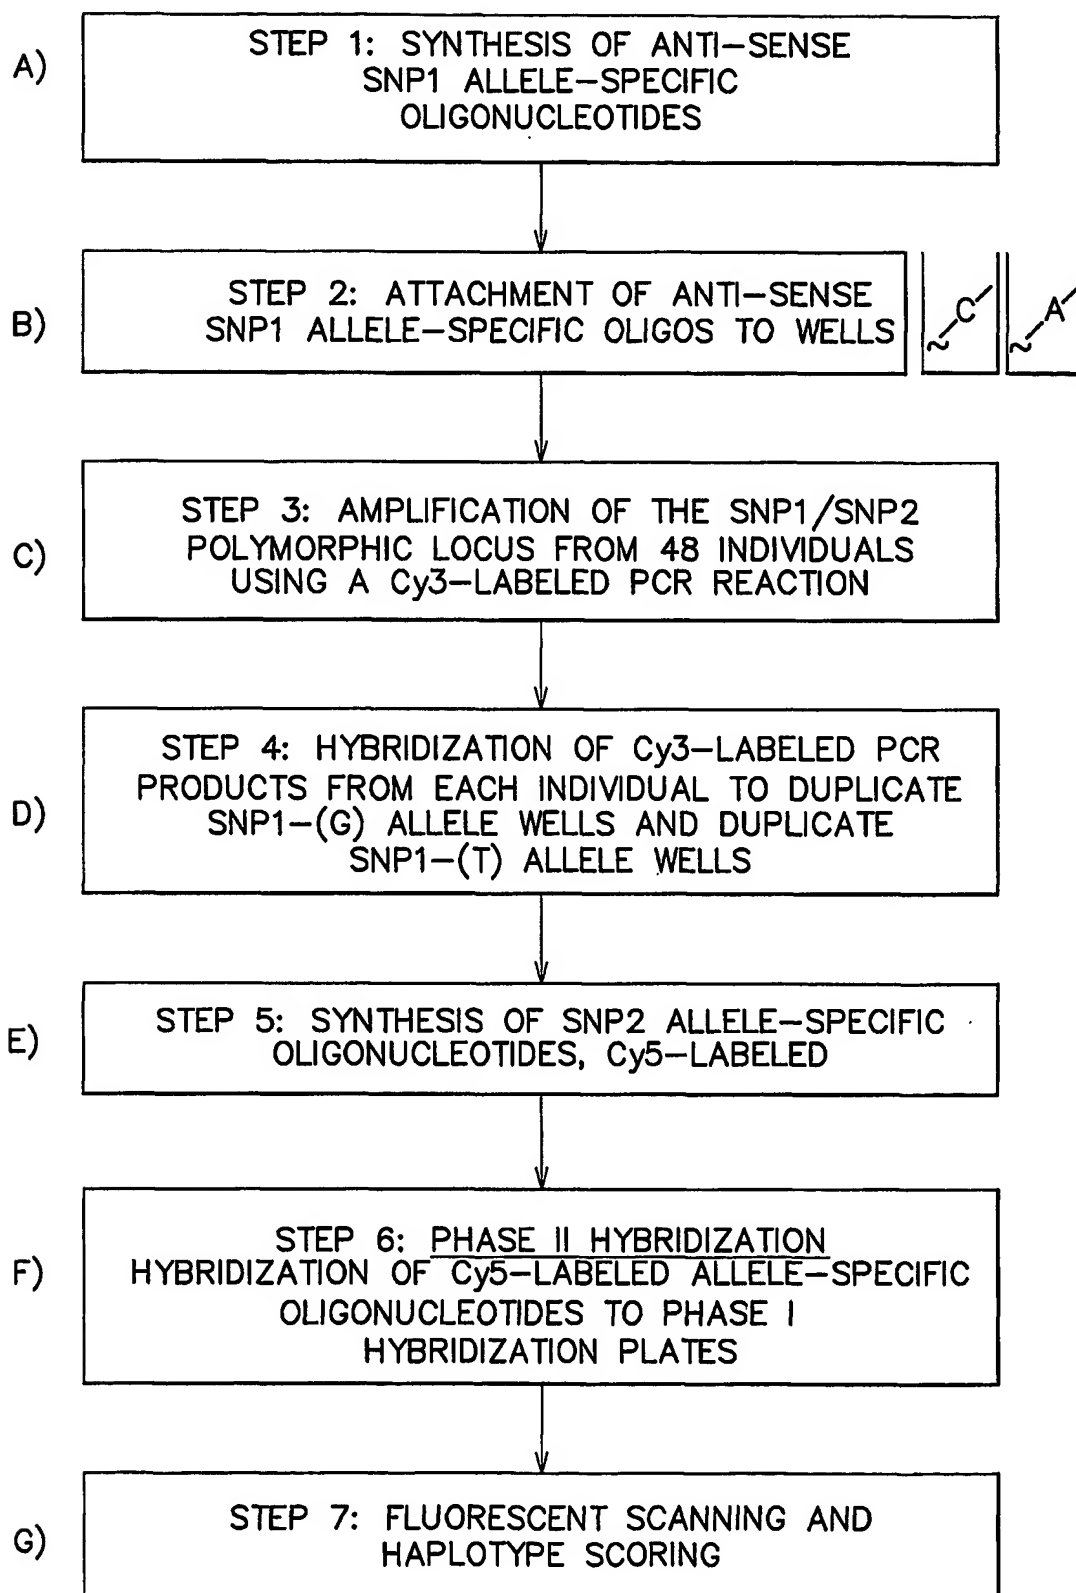 A)
STEP 1: SYNTHESIS OF ANTI-SENSE
SNP1 ALLELE-SPECIFIC
OLIGONUCLEOTIDES
B)
STEP 2: ATTACHMENT OF ANTI-SENSE
SNP1 ALLELE-SPECIFIC OLIGOS TO WELLS
C
A
C)
STEP 3: AMPLIFICATION OF THE SNP1/SNP2
POLYMORPHIC LOCUS FROM 48 INDIVIDUALS
USING A Cy3-LABELED PCR REACTION
D)
STEP 4: HYBRIDIZATION OF Cy3-LABELED PCR
PRODUCTS FROM EACH INDIVIDUAL TO DUPLICATE
SNP1-(G) ALLELE WELLS AND DUPLICATE
SNP1-(T) ALLELE WELLS
E)
STEP 5: SYNTHESIS OF SNP2 ALLELE-SPECIFIC
OLIGONUCLEOTIDES, Cy5-LABELED
F)
STEP 6: PHASE II HYBRIDIZATION
HYBRIDIZATION OF Cy5-LABELED ALLELE-SPECIFIC
OLIGONUCLEOTIDES TO PHASE I
HYBRIDIZATION PLATES
G)
STEP 7: FLUORESCENT SCANNING AND
HAPLOTYPE SCORING